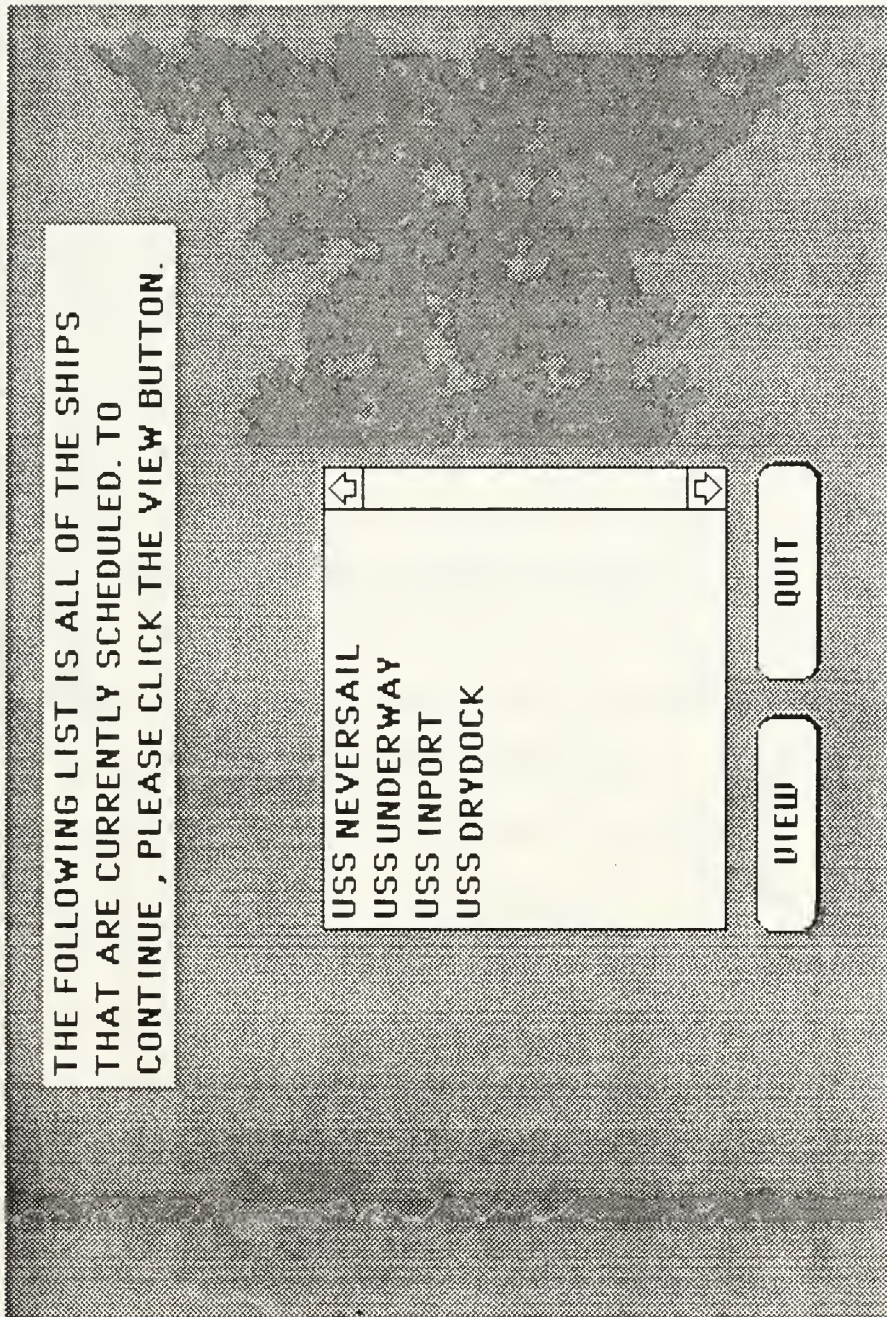 THE FOLLOWING LIST IS ALL OF THE SHIPS
THAT ARE CURRENTLY SCHEDULED. TO
CONTINUE , PLEASE CLICK THE VIEW BUTTON.
USS NEVERSAIL
USS UNDERWAY
USS INPORT
USS DRYDOCK
VIEW
QUIT